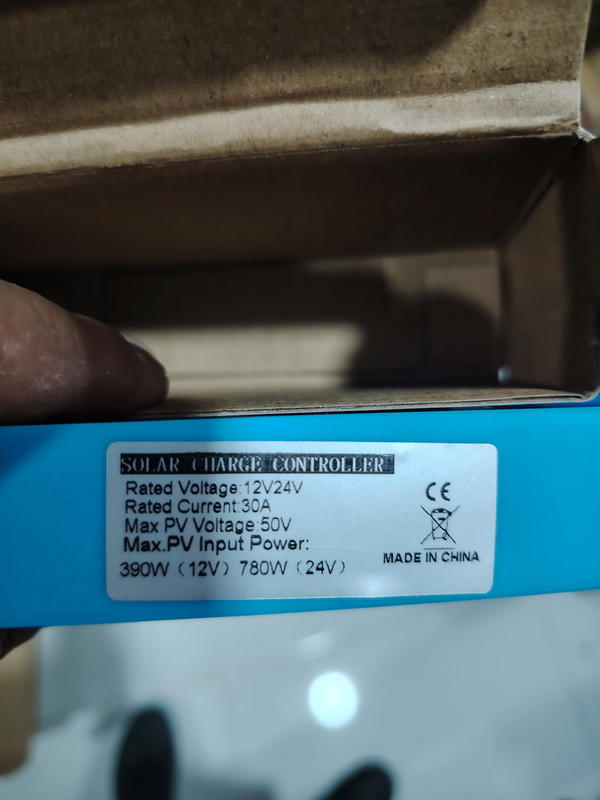 SOLAR CHARGE CONTROLLER
Rated Voltage:12V24V
Rated Current:30A
Max PV Voltage:50V
Max.PV Input Power:
390W（12V）780W（24V）
CE
MADE IN CHINA